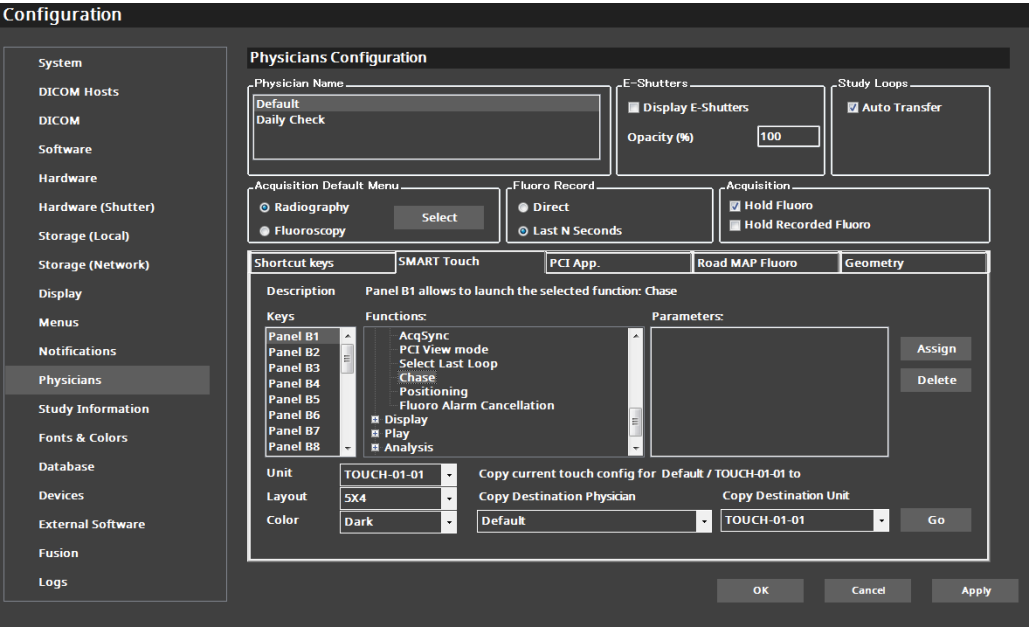 Configuration
System
DICOM Hosts
DICOM
Software
Hardware
Hardware (Shutter)
Storage (Local)
Storage (Network)
Display
Menus
Notifications
Physicians
Study Information
Fonts & Colors
Database
Devices
External Software
Fusion
Logs
Physicians Configuration
Physician Name
Default
Daily Check
E-Shutters
Display E-Shutters
Opacity (%) 100
Study Loops
Auto Transfer
Acquisition Default Menu
Radiography
Fluoroscopy
Select
Fluoro Record
Direct
Last N Seconds
Acquisition
Hold Fluoro
Hold Recorded Fluoro
Shortcut keys SMART Touch PCI App. Road MAP Fluoro Geometry
Description Panel B1 allows to launch the selected function: Chase
Keys
Panel B1
Panel B2
Panel B3
Panel B4
Panel B5
Panel B6
Panel B7
Panel B8
Functions:
AcqSync
PCI View mode
Select Last Loop
Chase
Positioning
Fluoro Alarm Cancellation
Display
Play
Analysis
Parameters:
Assign
Delete
Unit TOUCH-01-01
Layout 5X4
Color Dark
Copy current touch config for Default / TOUCH-01-01 to
Copy Destination Physician Copy Destination Unit
Default TOUCH-01-01 Go
OK Cancel Apply